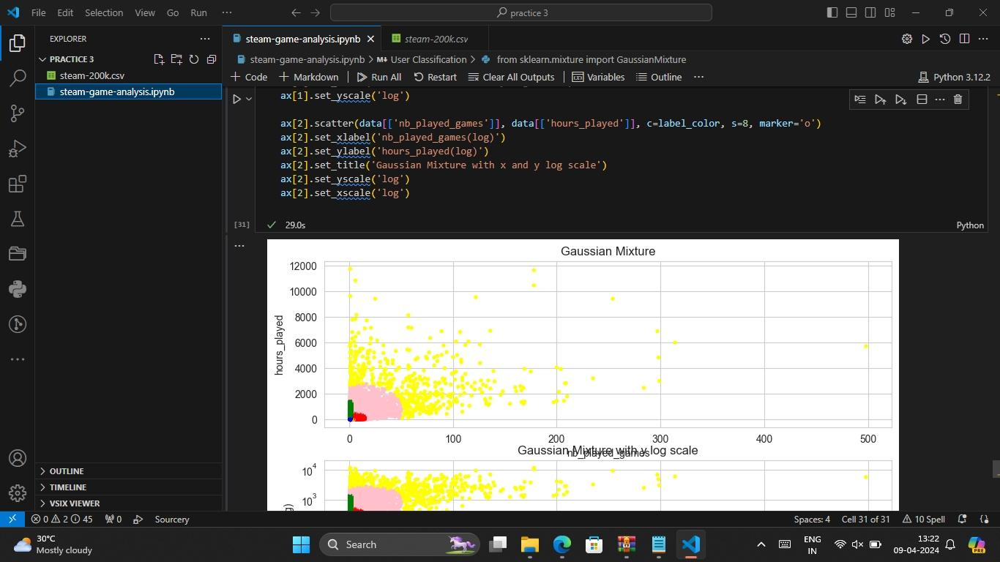 File Edit Selection View Go Run ··· practice 3
EXPLORER ···
PRACTICE 3
steam-200k.csv
steam-game-analysis.ipynb
OUTLINE
TIMELINE
VSIX VIEWER
steam-game-analysis.ipynb steam-200k.csv
steam-game-analysis.ipynb > M↓ User Classification > from sklearn.mixture import GaussianMixture
+ Code + Markdown | Run All Restart Clear All Outputs | Variables Outline ··· Python 3.12.2
ax[1].set_yscale('log')
ax[2].scatter(data[['nb_played_games']], data[['hours_played']], c=label_color, s=8, marker='o')
ax[2].set_xlabel('nb_played_games(log)')
ax[2].set_ylabel('hours_played(log)')
ax[2].set_title('Gaussian Mixture with x and y log scale')
ax[2].set_yscale('log')
ax[2].set_xscale('log')
[31] 29.0s Python
Gaussian Mixture
12000
10000
8000
6000
4000
2000
0
hours_played
0 100 200 300 400 500
nb_played_games
Gaussian Mixture with y log scale
10^4
10^3
0 2 45 0 Sourcery Spaces: 4 Cell 31 of 31 10 Spell
30°C
Mostly cloudy
Search
ENG
IN
13:22
09-04-2024
PRE